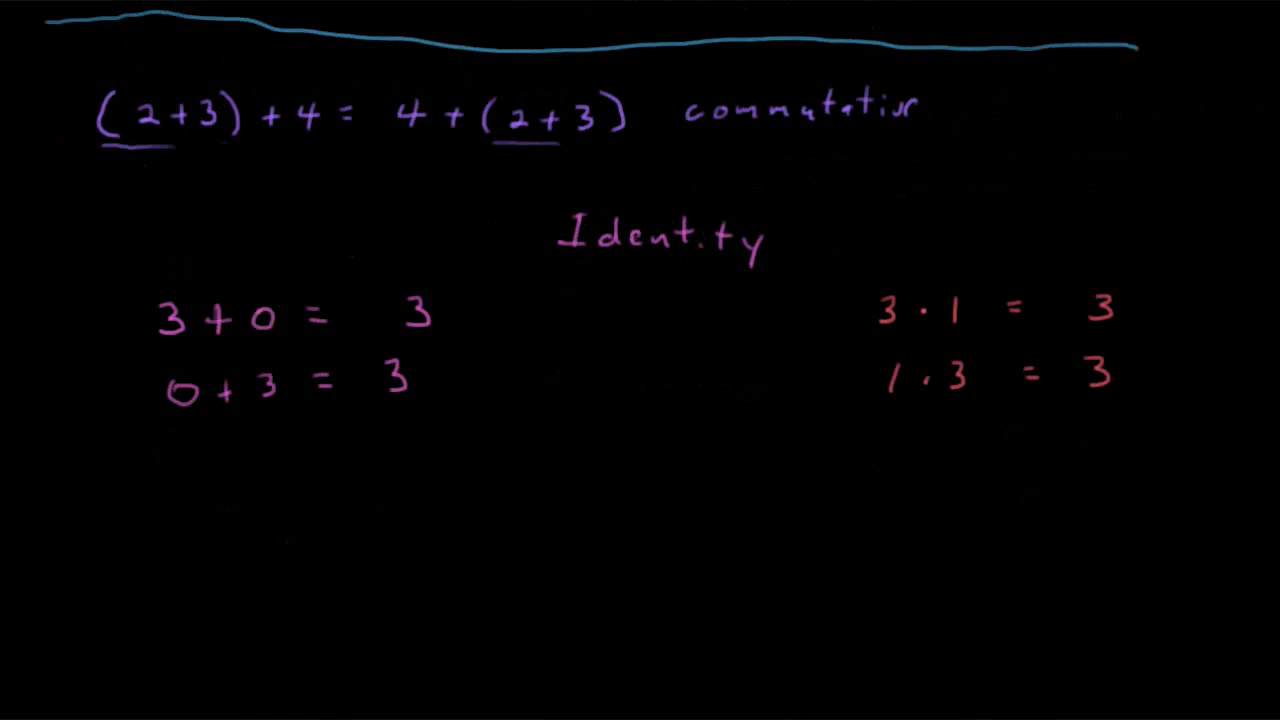 (2+3)+4= 4+(2+3) commutative
Identity
3+0= 3 3·1 = 3
0+3= 3 1·3 = 3